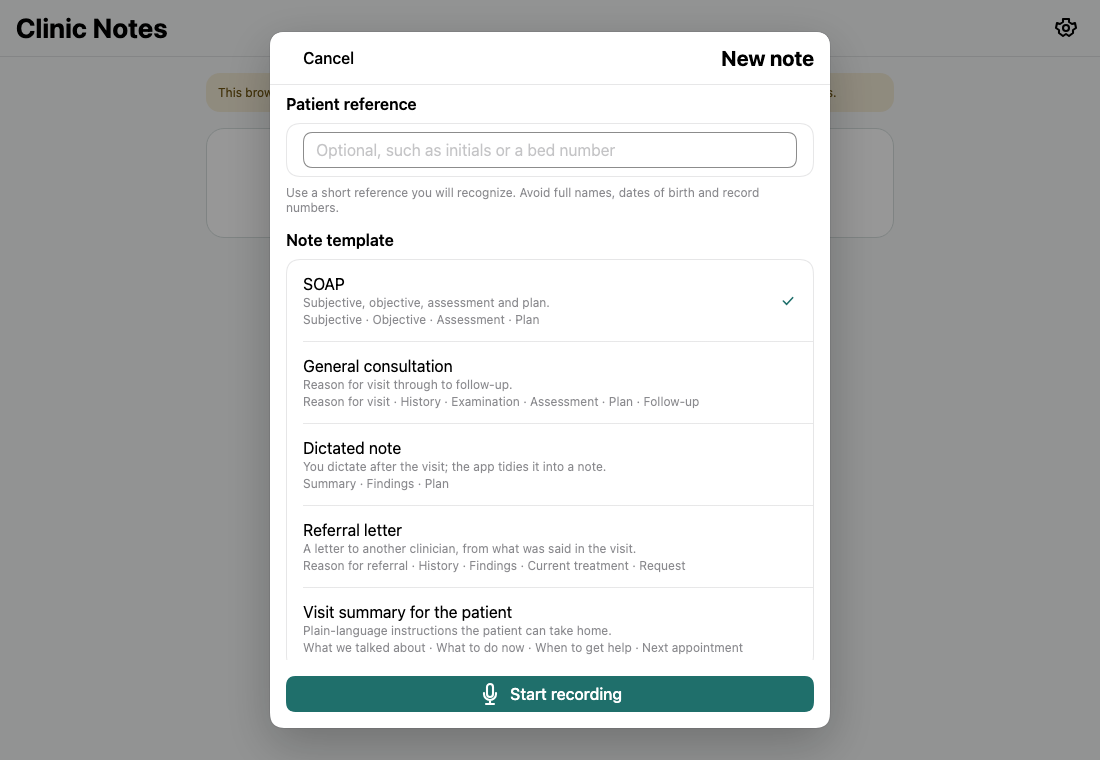 Clinic Notes
Cancel
New note
This
s.
Patient reference
Optional, such as initials or a bed number
Use a short reference you will recognize. Avoid full names, dates of birth and record
numbers.
Note template
SOAP
Subjective, objective, assessment and plan.
Subjective · Objective · Assessment · Plan
General consultation
Reason for visit through to follow-up.
Reason for visit · History · Examination · Assessment · Plan · Follow-up
Dictated note
You dictate after the visit; the app tidies it into a note.
Summary · Findings · Plan
Referral letter
A letter to another clinician, from what was said in the visit.
Reason for referral · History · Findings · Current treatment · Request
Visit summary for the patient
Plain-language instructions the patient can take home.
What we talked about · What to do now · When to get help · Next appointment
Start recording